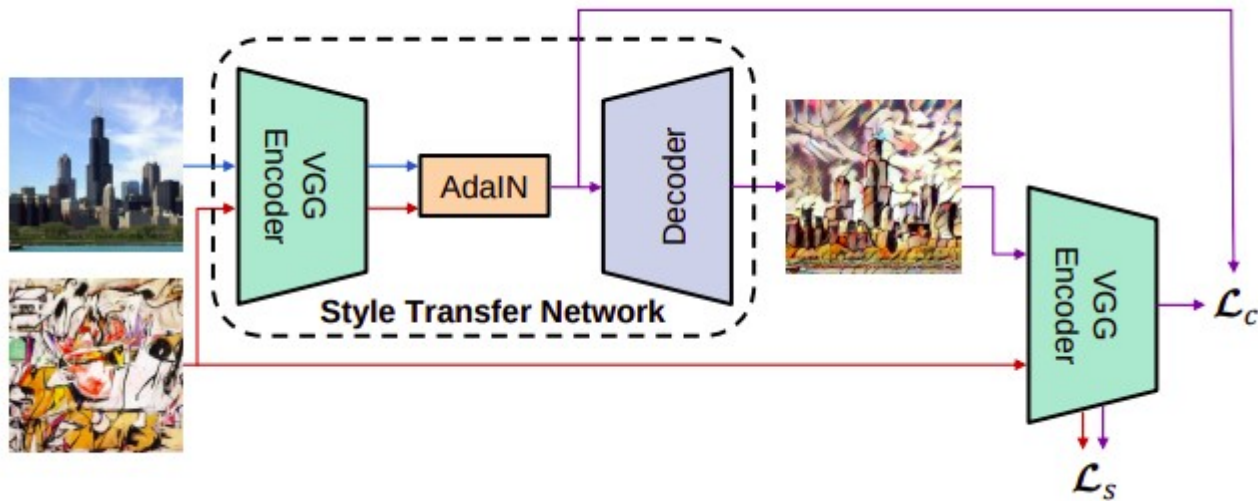 VGG
Encoder
AdaIN
Decoder
Style Transfer Network
VGG
Encoder
𝓛c
𝓛s